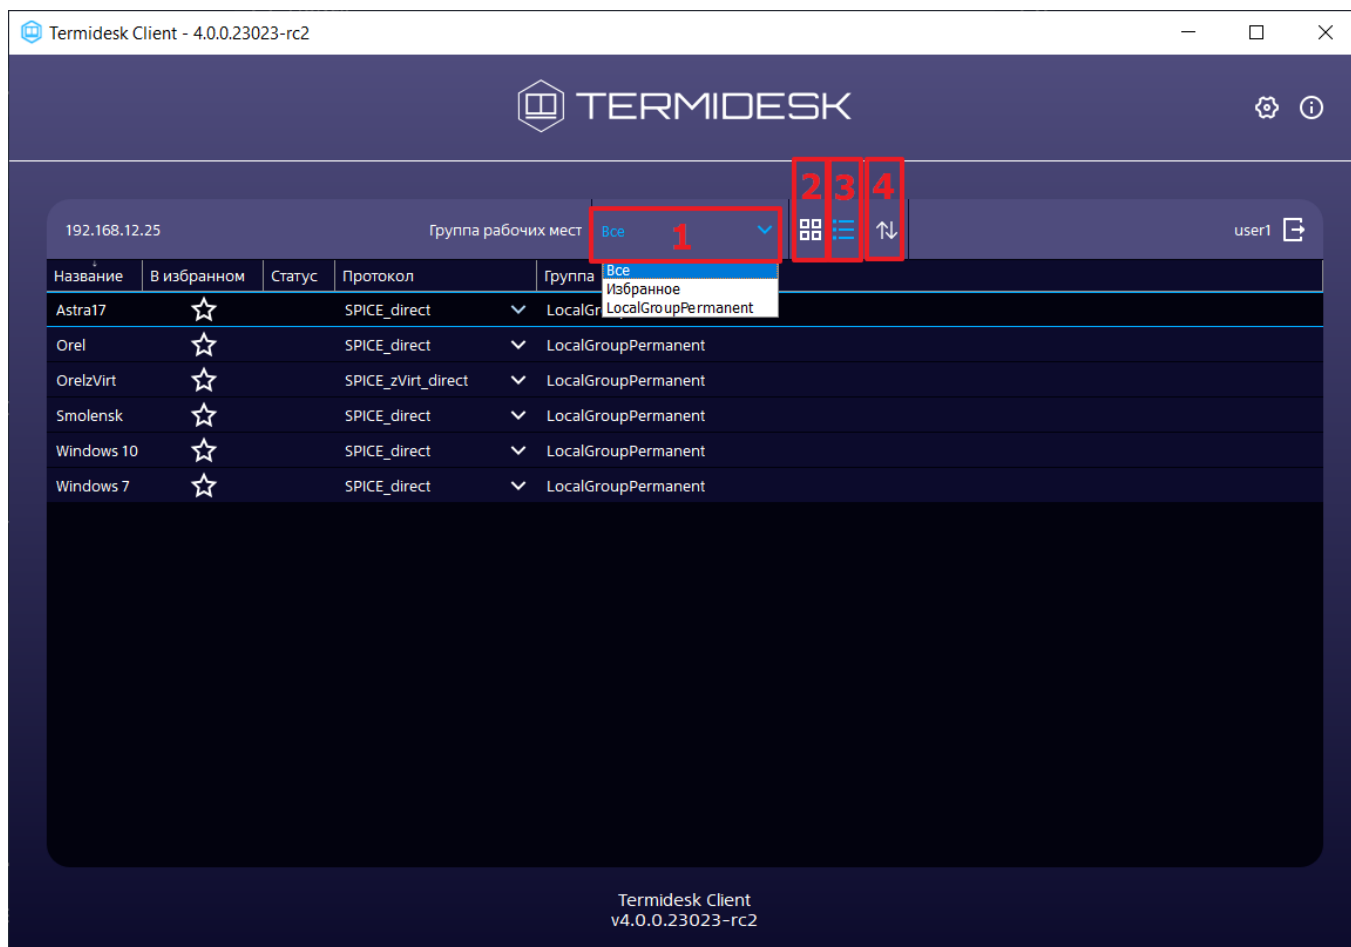 Termidesk Client - 4.0.0.23023-rc2
TERMIDESK
2 3 4
192.168.12.25 Группа рабочих мест Все 1 user1
Название В избранном Статус Протокол Группа
Все
Избранное
LocalGroupPermanent
Astra17 SPICE_direct LocalGr
Orel SPICE_direct LocalGroupPermanent
OrelzVirt SPICE_zVirt_direct LocalGroupPermanent
Smolensk SPICE_direct LocalGroupPermanent
Windows 10 SPICE_direct LocalGroupPermanent
Windows 7 SPICE_direct LocalGroupPermanent
Termidesk Client
v4.0.0.23023-rc2